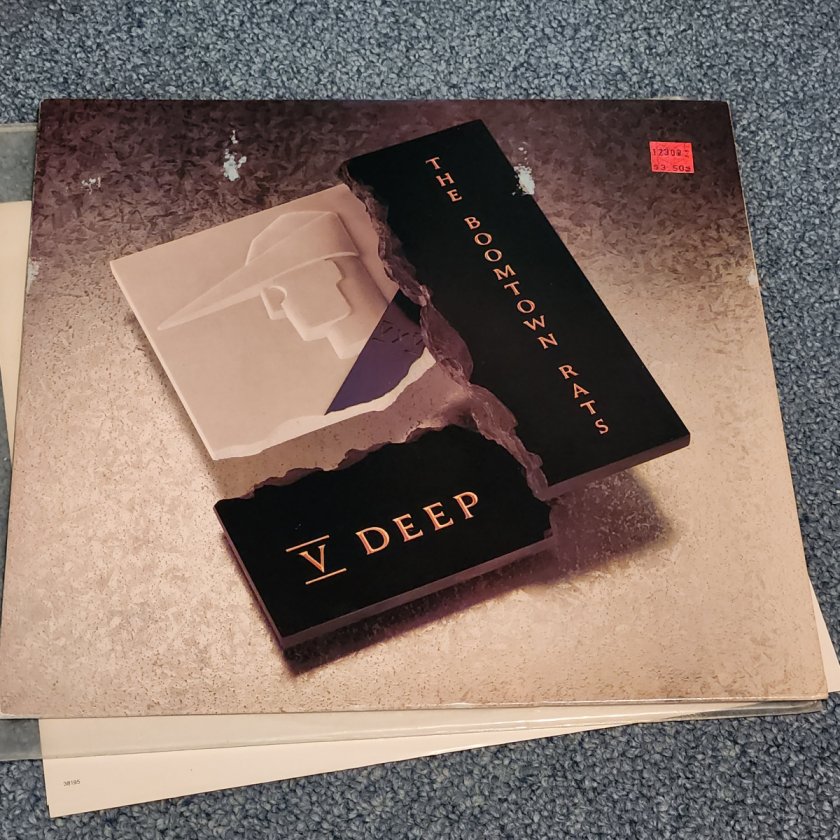 THE BOOMTOWN RATS
V DEEP